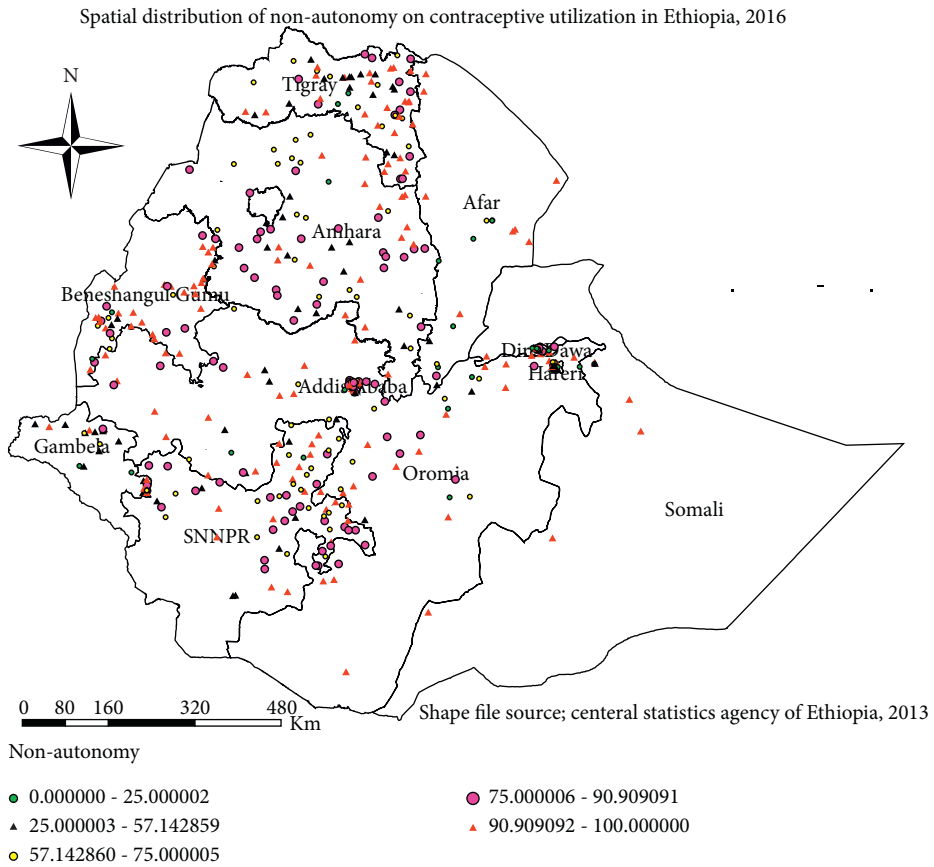 Spatial distribution of non-autonomy on contraceptive utilization in Ethiopia, 2016
N
Tigray
Afar
Amhara
Beneshangul Gumu
Dire Dawa
Hareri
Addis Ababa
Gambela
Oromia
Somali
SNNPR
0 80 160 320 480
Km
Shape file source; centeral statistics agency of Ethiopia, 2013
Non-autonomy
0.000000 - 25.000002
25.000003 - 57.142859
57.142860 - 75.000005
75.000006 - 90.909091
90.909092 - 100.000000